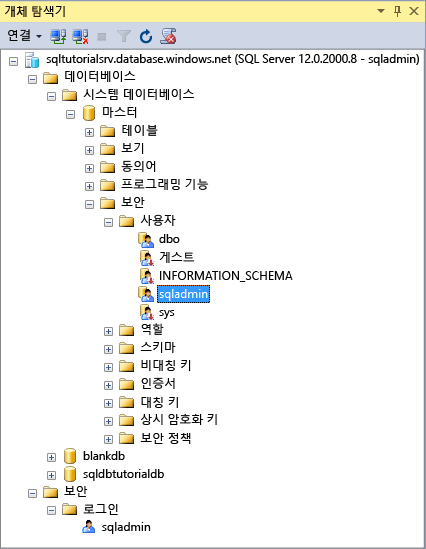 개체 탐색기
연결
sqltutorialsrv.database.windows.net (SQL Server 12.0.2000.8 - sqladmin)
데이터베이스
시스템 데이터베이스
마스터
테이블
보기
동의어
프로그래밍 기능
보안
사용자
dbo
게스트
INFORMATION_SCHEMA
sqladmin
sys
역할
스키마
비대칭 키
인증서
대칭 키
상시 암호화 키
보안 정책
blankdb
sqldbtutorialdb
보안
로그인
sqladmin